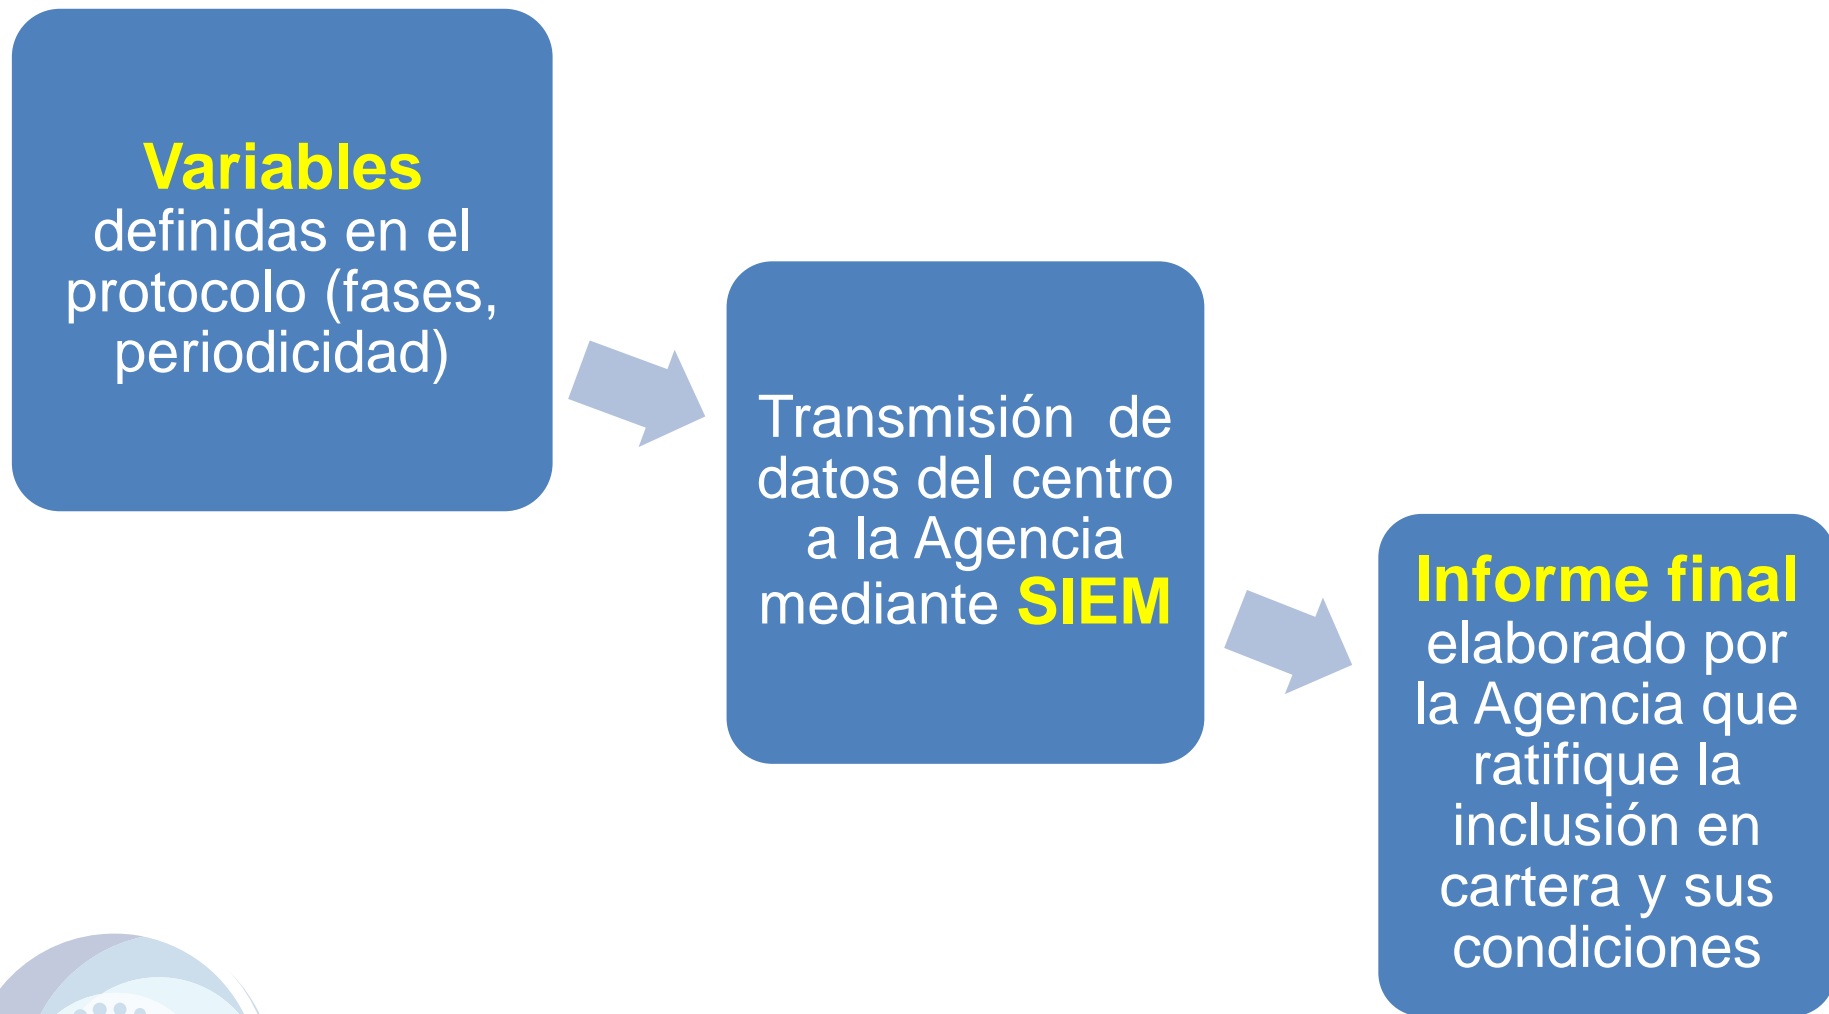 Variables
definidas en el
protocolo (fases,
periodicidad)
Transmisión de
datos del centro
a la Agencia
mediante SIEM
Informe final
elaborado por
la Agencia que
ratifique la
inclusión en
cartera y sus
condiciones